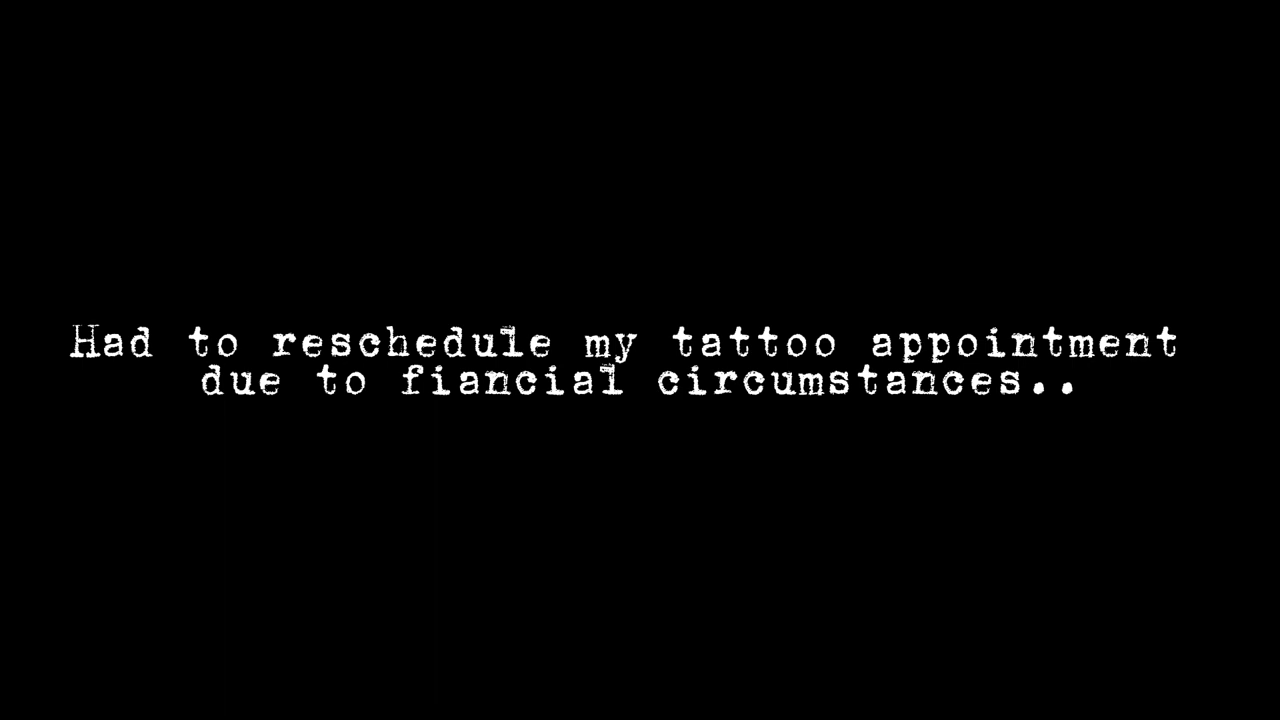 Had to reschedule my tattoo appointment
due to fiancial circumstances..